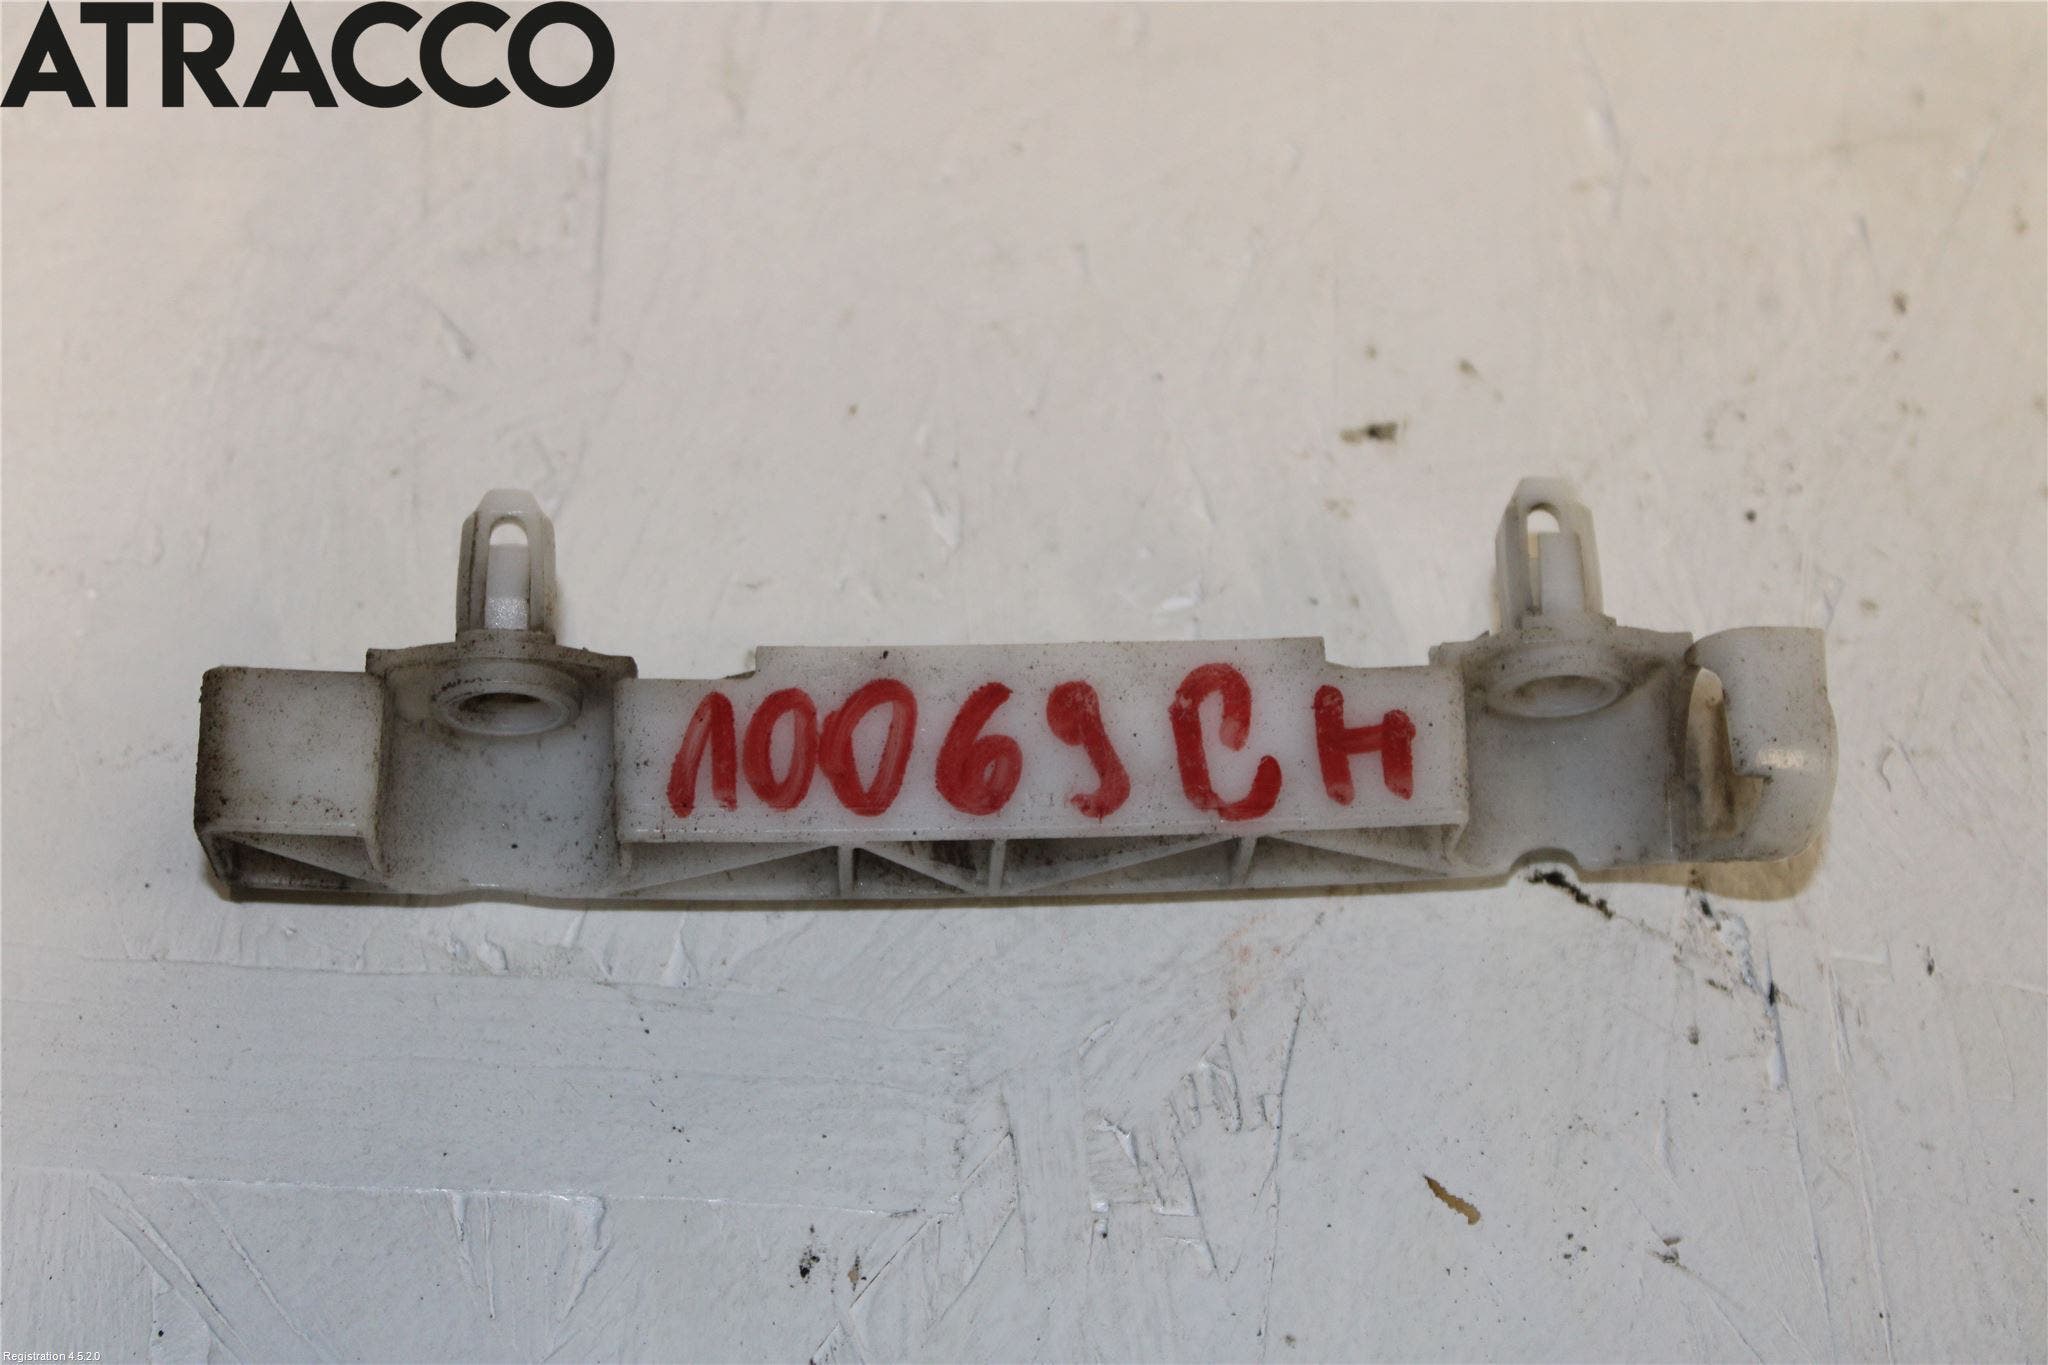 ATRACCO
10069CH
Registration 4.5.2.0